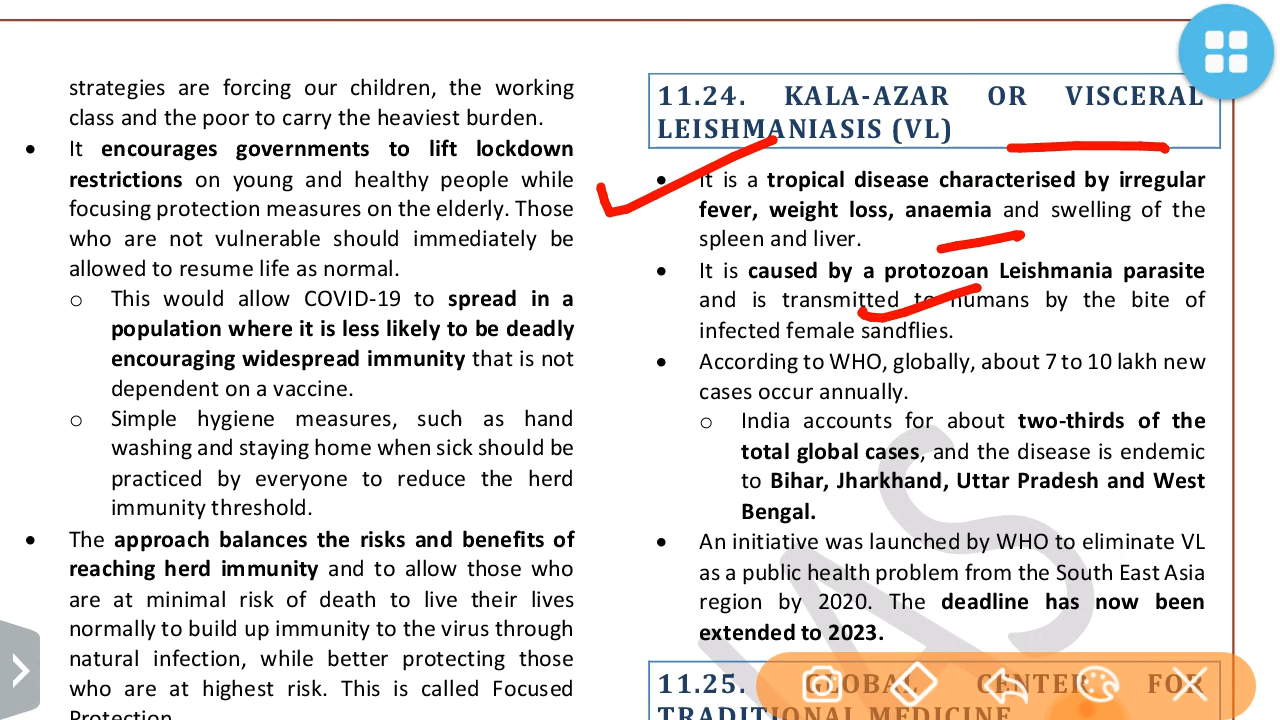 strategies are forcing our children, the working
class and the poor to carry the heaviest burden.
• It encourages governments to lift lockdown
restrictions on young and healthy people while
focusing protection measures on the elderly. Those
who are not vulnerable should immediately be
allowed to resume life as normal.
o This would allow COVID-19 to spread in a
population where it is less likely to be deadly
encouraging widespread immunity that is not
dependent on a vaccine.
o Simple hygiene measures, such as hand
washing and staying home when sick should be
practiced by everyone to reduce the herd
immunity threshold.
• The approach balances the risks and benefits of
reaching herd immunity and to allow those who
are at minimal risk of death to live their lives
normally to build up immunity to the virus through
natural infection, while better protecting those
who are at highest risk. This is called Focused
Protection.
11.24. KALA-AZAR OR VISCERAL
LEISHMANIASIS (VL)
• It is a tropical disease characterised by irregular
fever, weight loss, anaemia and swelling of the
spleen and liver.
• It is caused by a protozoan Leishmania parasite
and is transmitted to humans by the bite of
infected female sandflies.
• According to WHO, globally, about 7 to 10 lakh new
cases occur annually.
o India accounts for about two-thirds of the
total global cases, and the disease is endemic
to Bihar, Jharkhand, Uttar Pradesh and West
Bengal.
• An initiative was launched by WHO to eliminate VL
as a public health problem from the South East Asia
region by 2020. The deadline has now been
extended to 2023.
11.25. GLOBAL CENTER FOR
TRADITIONAL MEDICINE
IAS